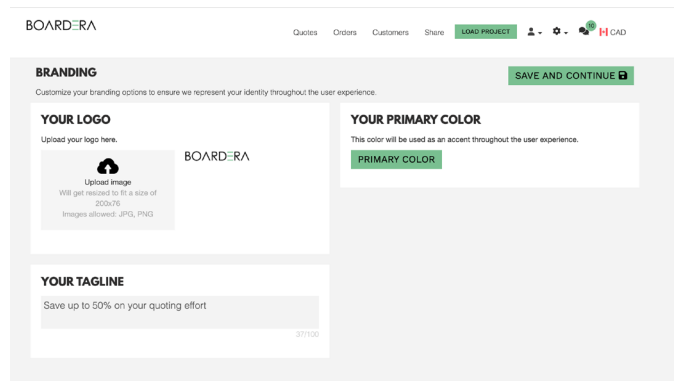 BOARDERA
Quotes Orders Customers Share LOAD PROJECT 10 CAD
BRANDING
SAVE AND CONTINUE
Customize your branding options to ensure we represent your identity throughout the user experience.
YOUR LOGO
Upload your logo here.
Upload image
Will get resized to fit a size of
200x76
Images allowed: JPG, PNG
BOARDERA
YOUR PRIMARY COLOR
This color will be used as an accent throughout the user experience.
PRIMARY COLOR
YOUR TAGLINE
Save up to 50% on your quoting effort
37/100